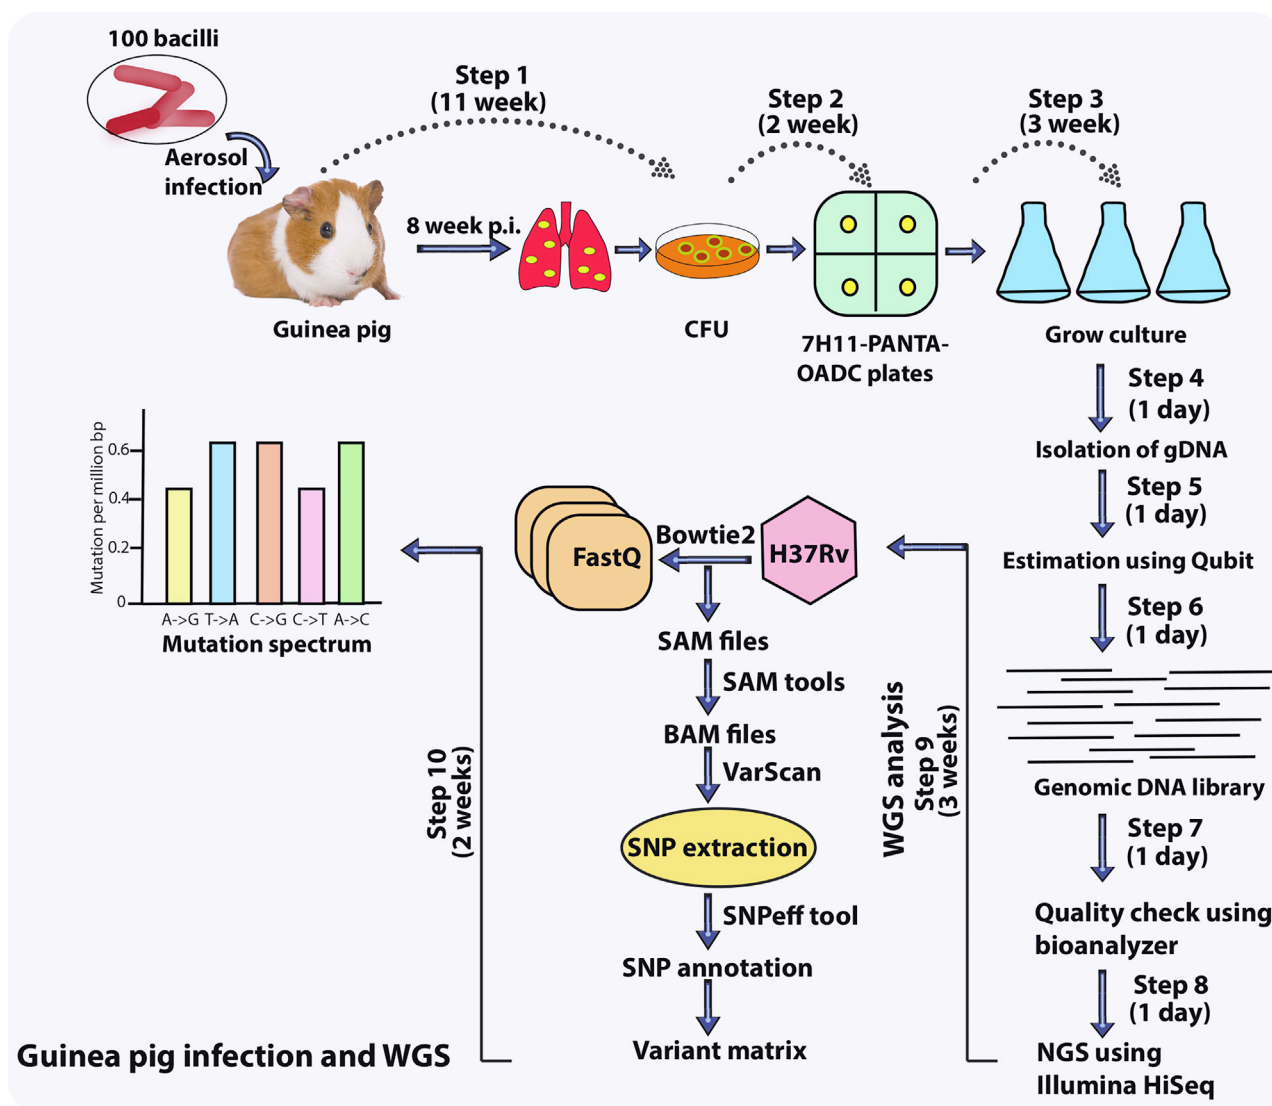 100 bacilli
Aerosol
infection
Step 1
(11 week)
Step 2
(2 week)
Step 3
(3 week)
8 week p.i.
Guinea pig
CFU
7H11-PANTA-
OADC plates
Grow culture
Step 4
(1 day)
Isolation of gDNA
Step 5
(1 day)
Estimation using Qubit
Step 6
(1 day)
Genomic DNA library
Step 7
(1 day)
Quality check using
bioanalyzer
Step 8
(1 day)
NGS using
Illumina HiSeq
WGS analysis
Step 9
(3 weeks)
H37Rv
Bowtie2
FastQ
SAM files
SAM tools
BAM files
VarScan
SNP extraction
SNPeff tool
SNP annotation
Variant matrix
Step 10
(2 weeks)
Mutation per million bp
0.6
0.4
0.2
0
A->G T->A C->G C->T A->C
Mutation spectrum
Guinea pig infection and WGS